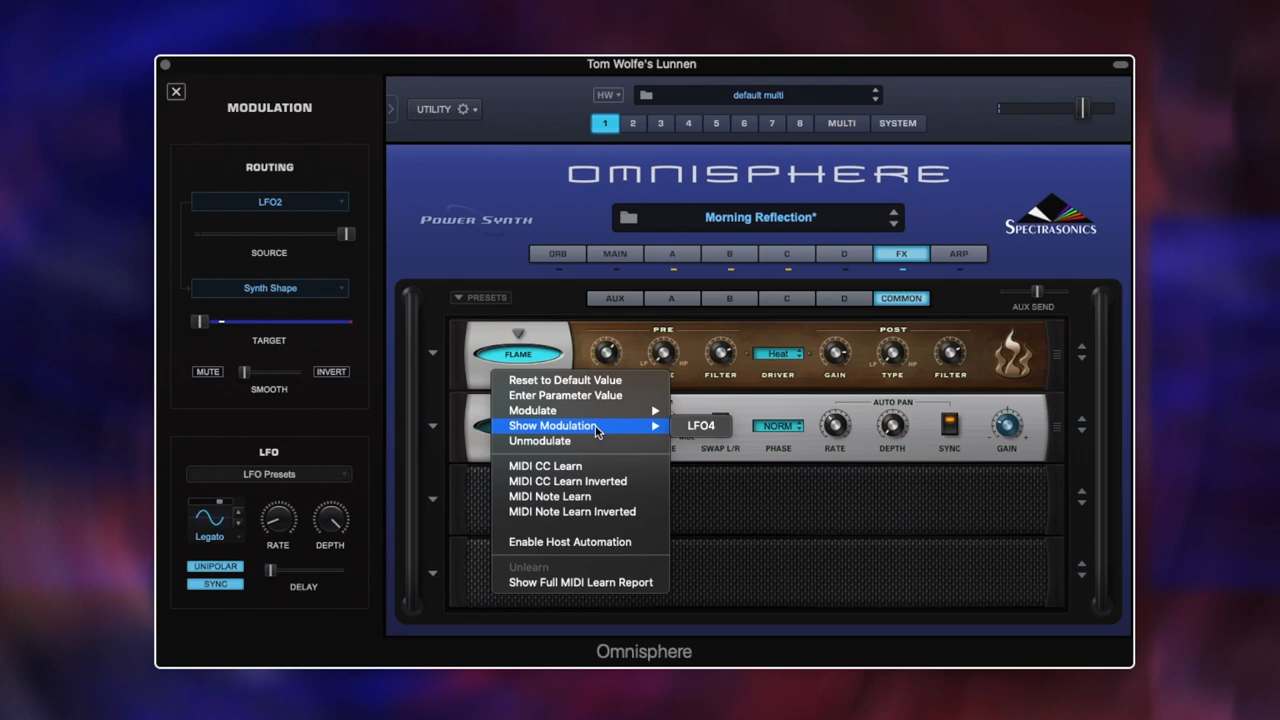 Tom Wolfe's Lunnen
MODULATION
ROUTING
LFO2
SOURCE
Synth Shape
TARGET
MUTE
INVERT
SMOOTH
LFO
LFO Presets
Legato
RATE
DEPTH
UNIPOLAR
SYNC
DELAY
UTILITY
HW
default multi
1 2 3 4 5 6 7 8 MULTI SYSTEM
OMNISPHERE
POWER SYNTH
Morning Reflection*
SPECTRASONICS
ORB MAIN A B C D FX ARP
PRESETS
AUX A B C D COMMON
AUX SEND
PRE
POST
FLAME
LP HP
Heat
LP HP
FILTER DRIVER GAIN TYPE FILTER
Reset to Default Value
Enter Parameter Value
Modulate
Show Modulation
LFO4
Unmodulate
MIDI CC Learn
MIDI CC Learn Inverted
MIDI Note Learn
MIDI Note Learn Inverted
Enable Host Automation
Unlearn
Show Full MIDI Learn Report
AUTO PAN
NORM
SWAP L/R PHASE RATE DEPTH SYNC GAIN
Omnisphere